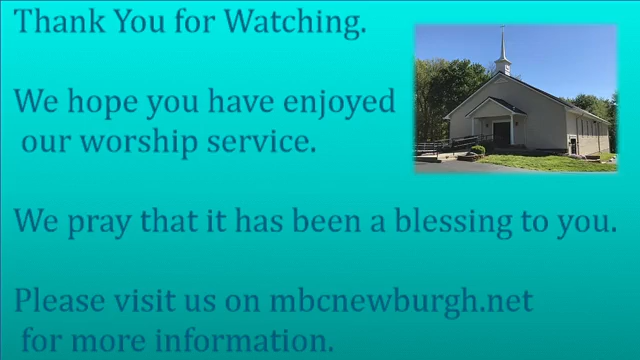 Thank You for Watching.
We hope you have enjoyed
our worship service.
We pray that it has been a blessing to you.
Please visit us on mbcnewburgh.net
for more information.